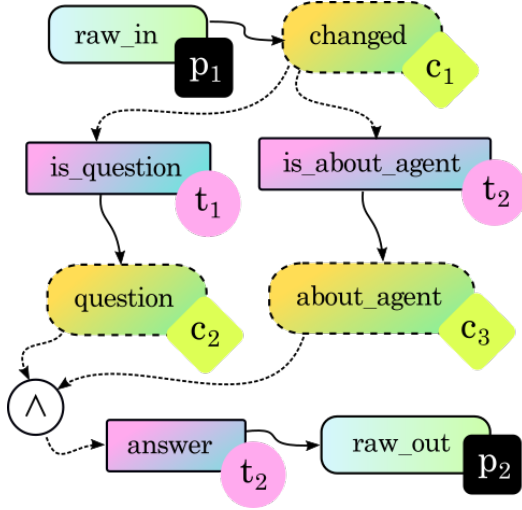 raw_in
p1
changed
c1
is_question
t1
is_about_agent
t2
question
c2
about_agent
c3
∧
answer
t2
raw_out
p2